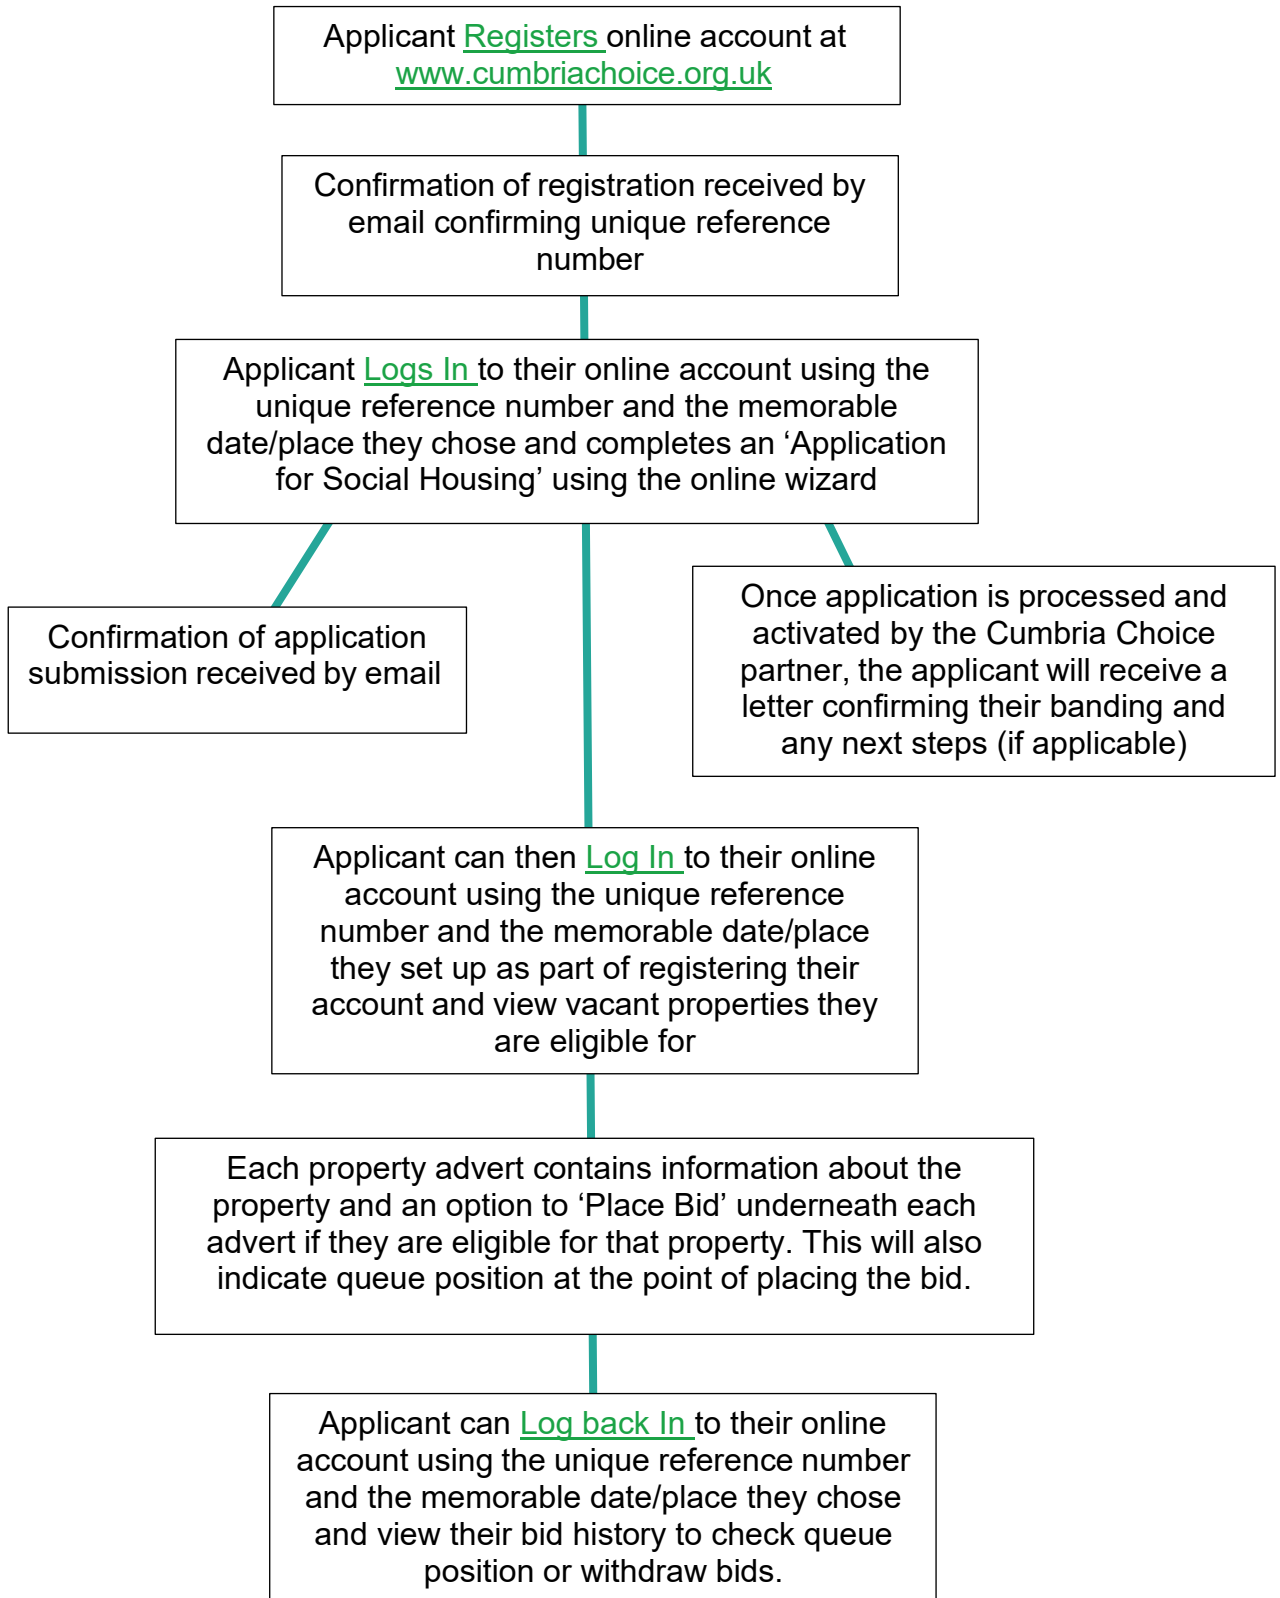 Applicant Registers online account at
www.cumbriachoice.org.uk
Confirmation of registration received by
email confirming unique reference
number
Applicant Logs In to their online account using the
unique reference number and the memorable
date/place they chose and completes an ‘Application
for Social Housing’ using the online wizard
Confirmation of application
submission received by email
Once application is processed and
activated by the Cumbria Choice
partner, the applicant will receive a
letter confirming their banding and
any next steps (if applicable)
Applicant can then Log In to their online
account using the unique reference
number and the memorable date/place
they set up as part of registering their
account and view vacant properties they
are eligible for
Each property advert contains information about the
property and an option to ‘Place Bid’ underneath each
advert if they are eligible for that property. This will also
indicate queue position at the point of placing the bid.
Applicant can Log back In to their online
account using the unique reference number
and the memorable date/place they chose
and view their bid history to check queue
position or withdraw bids.